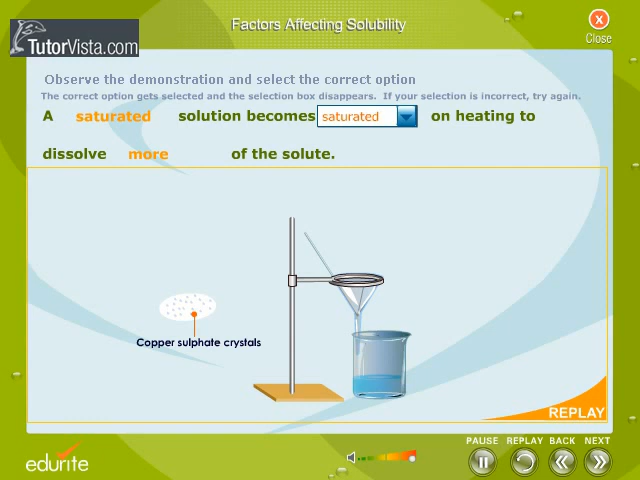 Factors Affecting Solubility
X
Close
TutorVista.com
Observe the demonstration and select the correct option
The correct option gets selected and the selection box disappears. If your selection is incorrect, try again.
A saturated solution becomes saturated on heating to
dissolve more of the solute.
Copper sulphate crystals
REPLAY
PAUSE REPLAY BACK NEXT
edurite